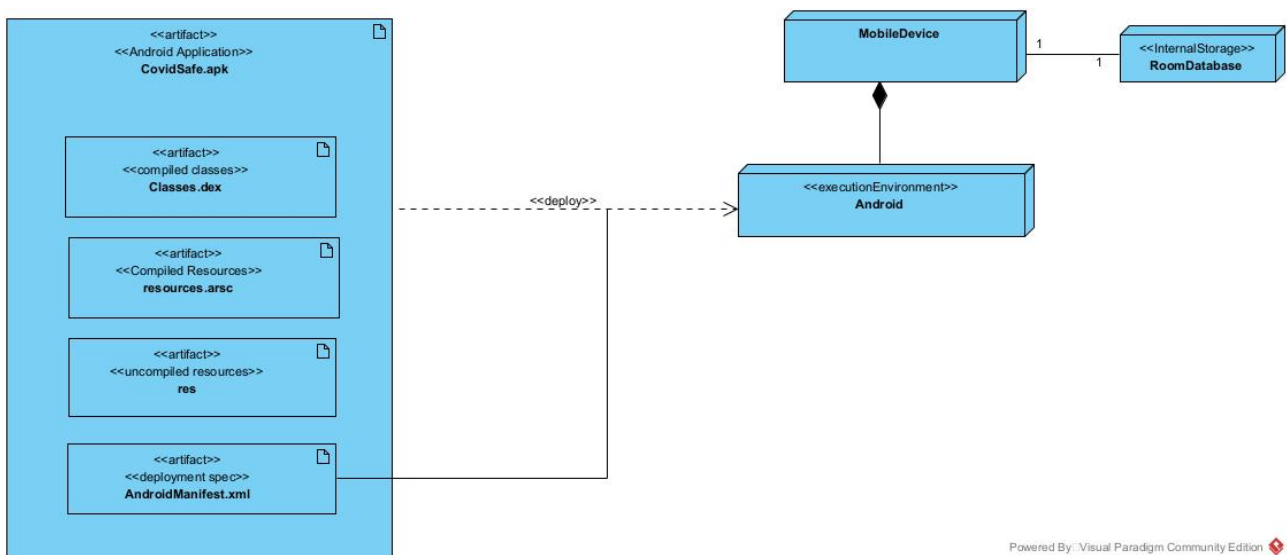 <<artifact>>
<<Android Application>>
CovidSafe.apk
<<artifact>>
<<compiled classes>>
Classes.dex
<<artifact>>
<<Compiled Resources>>
resources.arsc
<<artifact>>
<<uncompiled resources>>
res
<<artifact>>
<<deployment spec>>
AndroidManifest.xml
<<deploy>>
MobileDevice
1
1
<<InternalStorage>>
RoomDatabase
<<executionEnvironment>>
Android
Powered By Visual Paradigm Community Edition